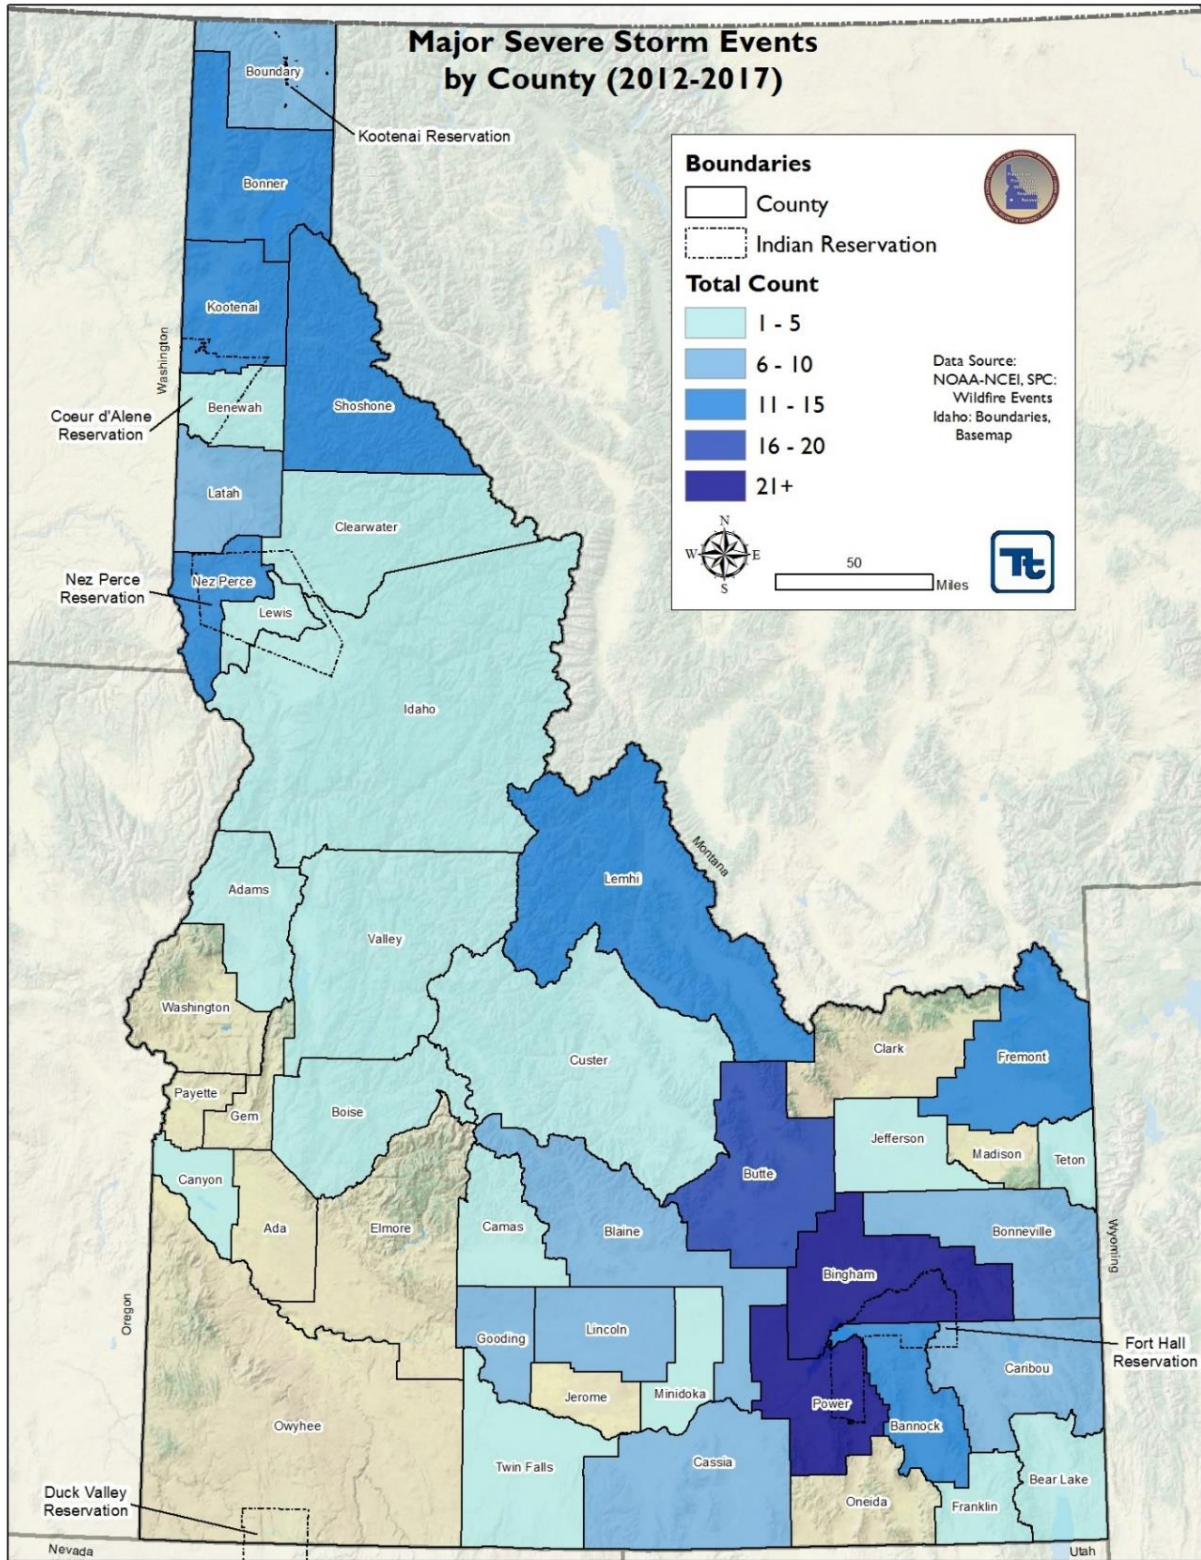 Major Severe Storm Events
by County (2012-2017)
Boundary
Kootenai Reservation
Bonner
Boundaries
County
Indian Reservation
Total Count
1 - 5
6 - 10
11 - 15
16 - 20
21+
Data Source:
NOAA-NCEI, SPC:
Wildfire Events
Idaho: Boundaries,
Basemap
N
W E
S
50
Miles
Tt
Kootenai
Washington
Coeur d'Alene
Reservation
Benewah
Shoshone
Latah
Clearwater
Nez Perce
Reservation
Nez Perce
Lewis
Idaho
Montana
Lemhi
Adams
Valley
Washington
Custer
Clark
Fremont
Payette
Gem
Boise
Jefferson
Madison
Teton
Canyon
Ada
Elmore
Camas
Blaine
Butte
Bonneville
Wyoming
Bingham
Oregon
Gooding
Lincoln
Fort Hall
Reservation
Caribou
Jerome
Minidoka
Power
Bannock
Owyhee
Twin Falls
Cassia
Oneida
Franklin
Bear Lake
Duck Valley
Reservation
Nevada
Utah